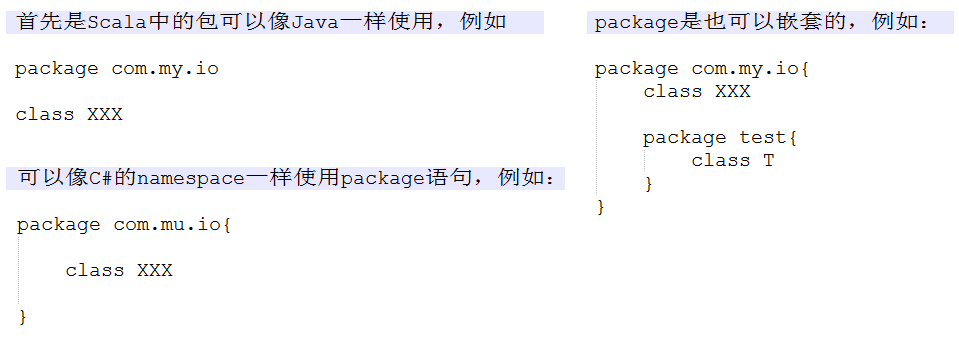 首先是Scala中的包可以像Java一样使用，例如
package com.my.io
class XXX
可以像C#的namespace一样使用package语句，例如：
package com.mu.io{
class XXX
}
package是也可以嵌套的，例如：
package com.my.io{
class XXX
package test{
class T
}
}